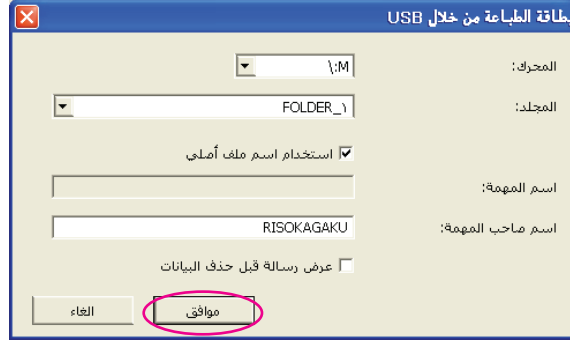 بطاقة الطباعة من خلال USB
المحرك: M:\
المجلد: FOLDER_١
استخدام اسم ملف أصلي
اسم المهمة:
اسم صاحب المهمة: RISOKAGAKU
عرض رسالة قبل حذف البيانات
موافق الغاء